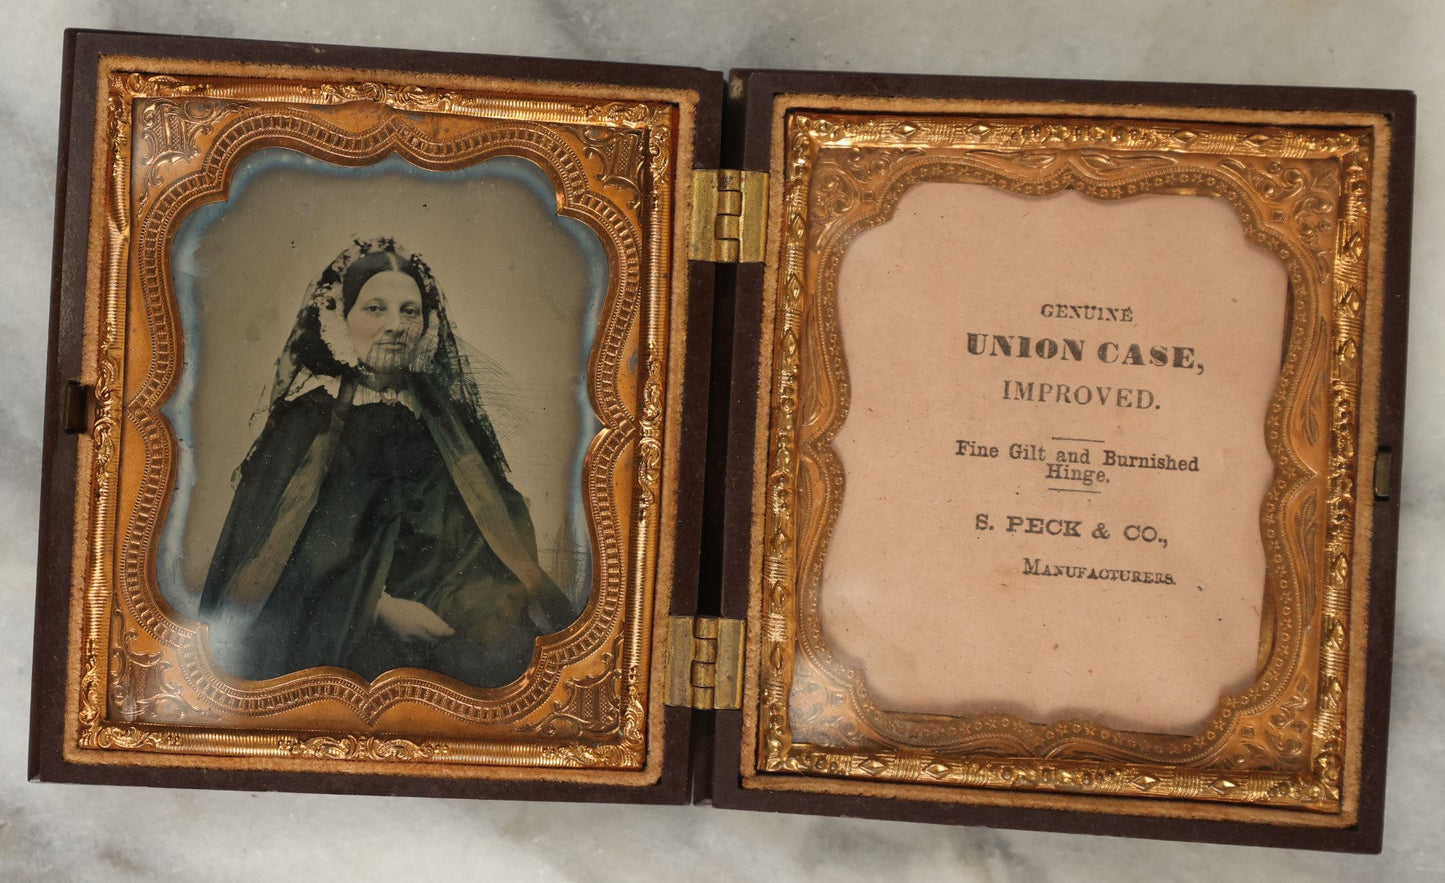 GENUINE
UNION CASE,
IMPROVED.
Fine Gilt and Burnished
Hinge.
S. PECK & CO.,
MANUFACTURERS.